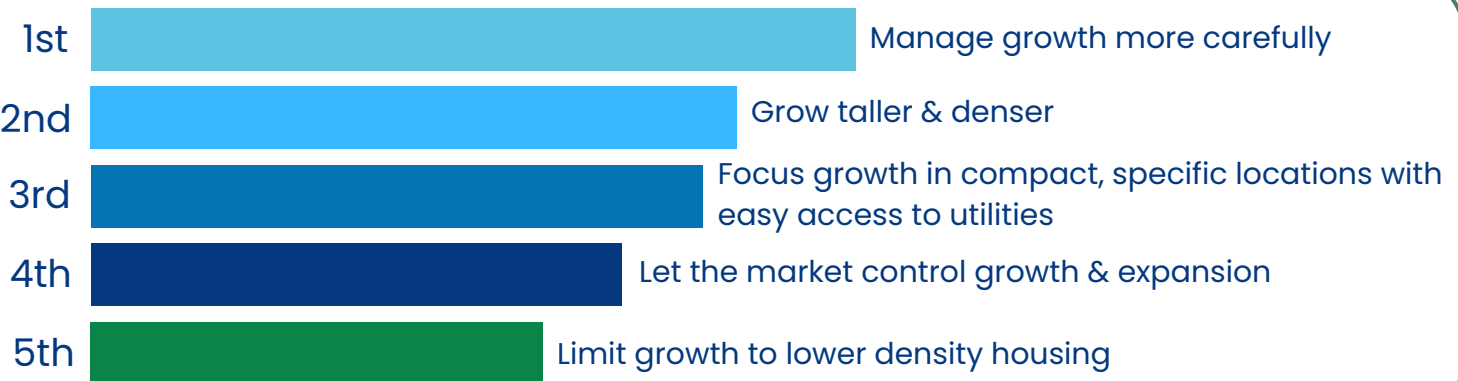 1st
Manage growth more carefully
2nd
Grow taller & denser
3rd
Focus growth in compact, specific locations with
easy access to utilities
4th
Let the market control growth & expansion
5th
Limit growth to lower density housing